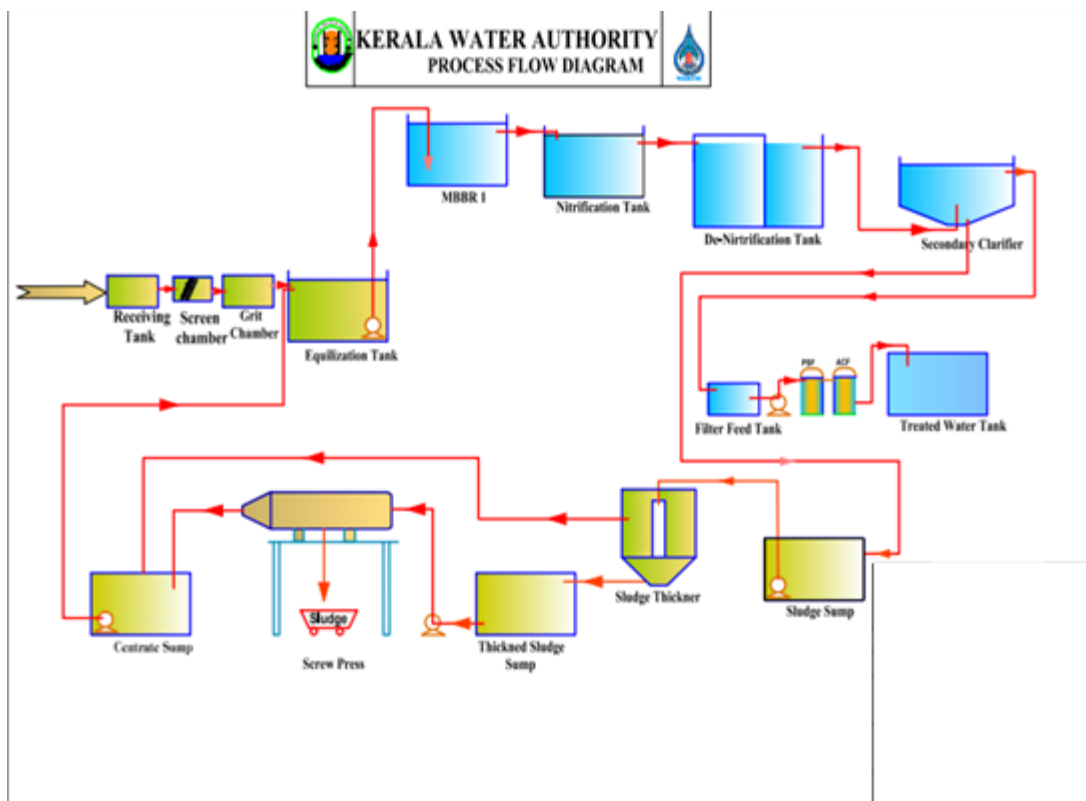 KERALA WATER AUTHORITY
PROCESS FLOW DIAGRAM
MBBR 1
Nitrification Tank
De-Nirtrification Tank
Secondary Clarifier
Receiving
Tank
Screen
chamber
Grit
Chamber
Equilization Tank
PSF
ACF
Filter Feed Tank
Treated Water Tank
Sludge Thickner
Sludge Sump
Sludge
Centrate Sump
Screw Press
Thickned Sludge
Sump